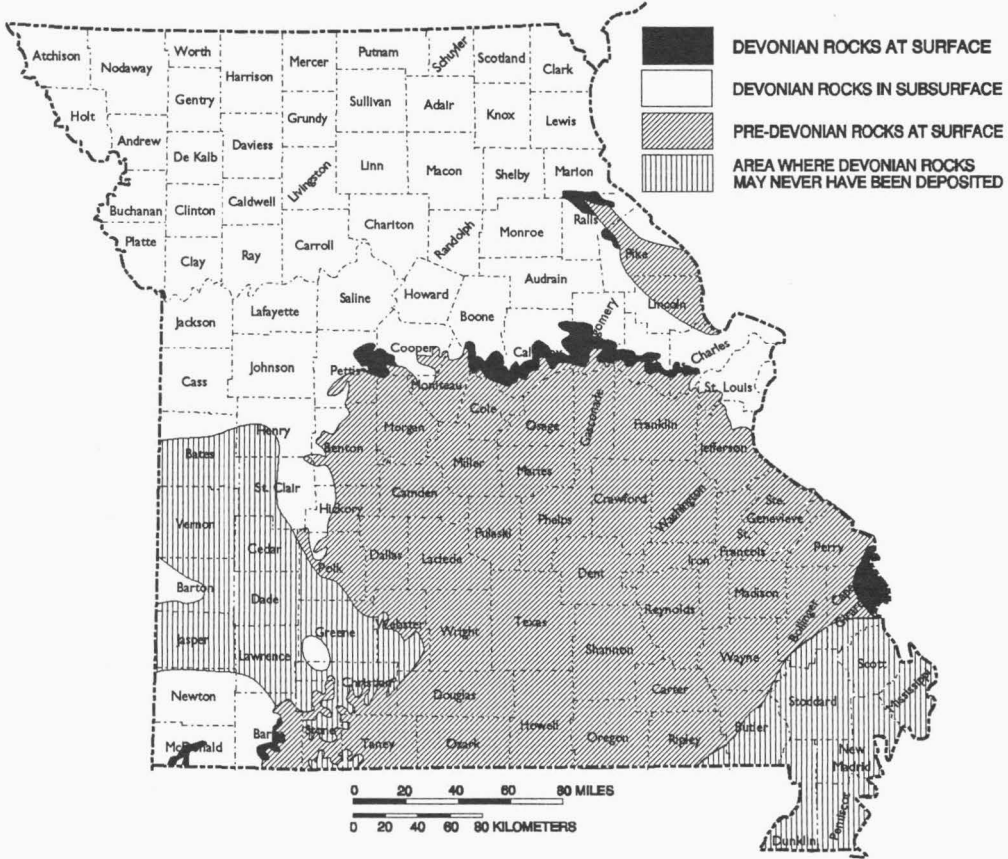 DEVONIAN ROCKS AT SURFACE
DEVONIAN ROCKS IN SUBSURFACE
PRE-DEVONIAN ROCKS AT SURFACE
AREA WHERE DEVONIAN ROCKS
MAY NEVER HAVE BEEN DEPOSITED
Atchison
Nodaway
Worth
Harrison
Mercer
Putnam
Schuyler
Scotland
Clark
Holt
Gentry
Sullivan
Adair
Knox
Lewis
Andrew
De Kalb
Daviess
Grundy
Livingston
Linn
Macon
Shelby
Marion
Buchanan
Clinton
Caldwell
Chariton
Randolph
Monroe
Ralls
Platte
Clay
Ray
Carroll
Pike
Saline
Howard
Audrain
Lincoln
Jackson
Lafayette
Boone
Cooper
Charles
Cass
Johnson
Pettis
Moniteau
St. Louis
Cole
Osage
Gasconade
Franklin
Henry
Bates
Benton
Morgan
Jefferson
Miller
Maries
St. Clair
Camden
Crawford
Washington
Ste.
Genevieve
Vernon
Hickory
Pulaski
Phelps
St.
Francois
Perry
Cedar
Polk
Dallas
Laclede
Dent
Iron
Barton
Madison
Bollinger
Cape
Dade
Reynolds
Jasper
Greene
Webster
Wright
Texas
Shannon
Wayne
Scott
Lawrence
Christian
Mississippi
Newton
Douglas
Carter
Stoddard
Stone
Howell
Butler
McDonald
Taney
Ozark
Oregon
Ripley
New
Madrid
Pemiscot
Dunklin
0 20 40 60 80 MILES
0 20 40 60 80 KILOMETERS